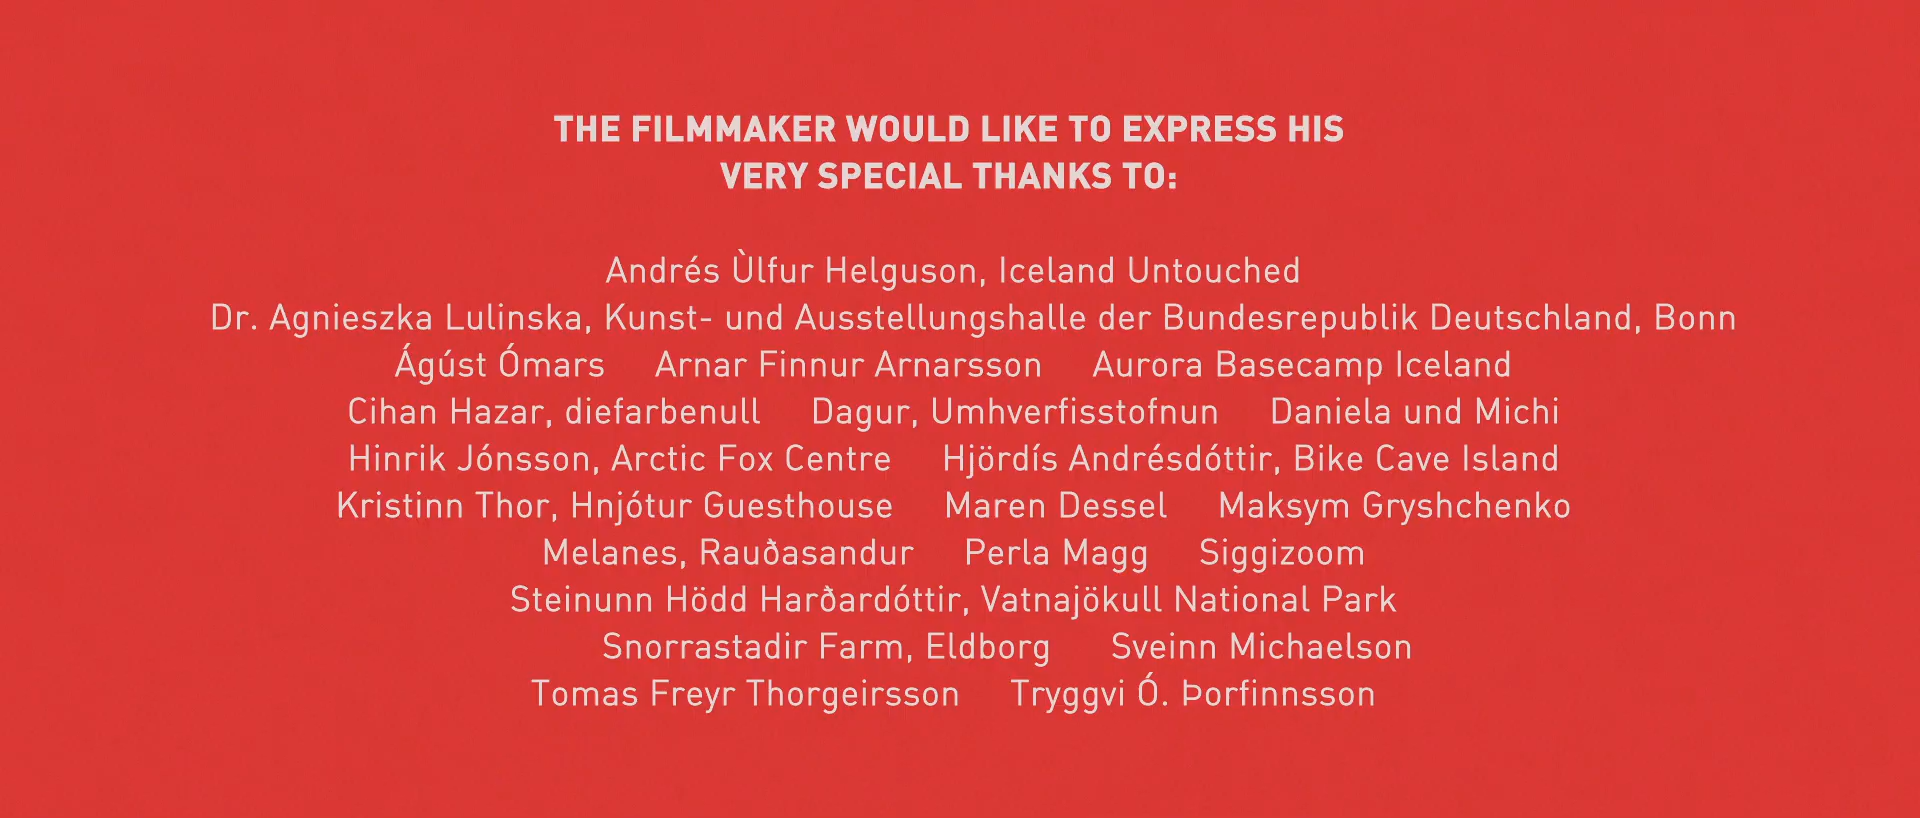 THE FILMMAKER WOULD LIKE TO EXPRESS HIS
VERY SPECIAL THANKS TO:
Andrés Ùlfur Helguson, Iceland Untouched
Dr. Agnieszka Lulinska, Kunst- und Ausstellungshalle der Bundesrepublik Deutschland, Bonn
Ágúst Ómars Arnar Finnur Arnarsson Aurora Basecamp Iceland
Cihan Hazar, diefarbenull Dagur, Umhverfisstofnun Daniela und Michi
Hinrik Jónsson, Arctic Fox Centre Hjördís Andrésdóttir, Bike Cave Island
Kristinn Thor, Hnjótur Guesthouse Maren Dessel Maksym Gryshchenko
Melanes, Rauðasandur Perla Magg Siggizoom
Steinunn Hödd Harðardóttir, Vatnajökull National Park
Snorrastadir Farm, Eldborg Sveinn Michaelson
Tomas Freyr Thorgeirsson Tryggvi Ó. Þorfinnsson